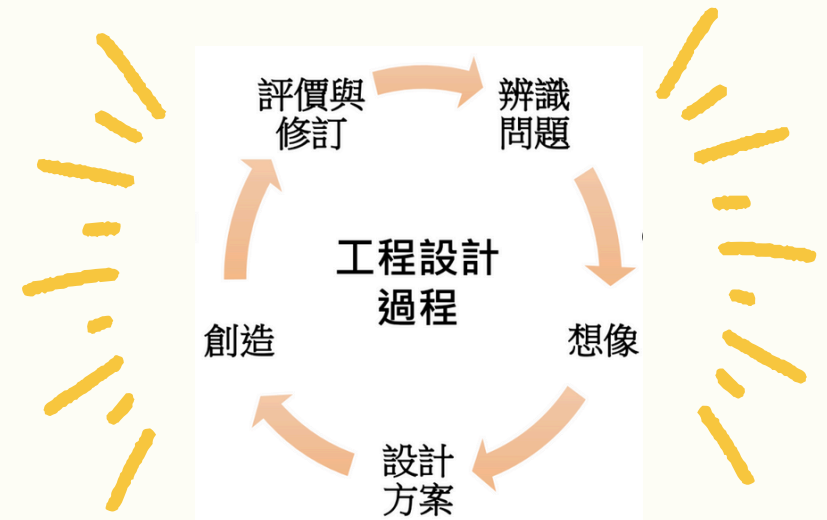 評價與
修訂
辨識
問題
工程設計
過程
創造
想像
設計
方案